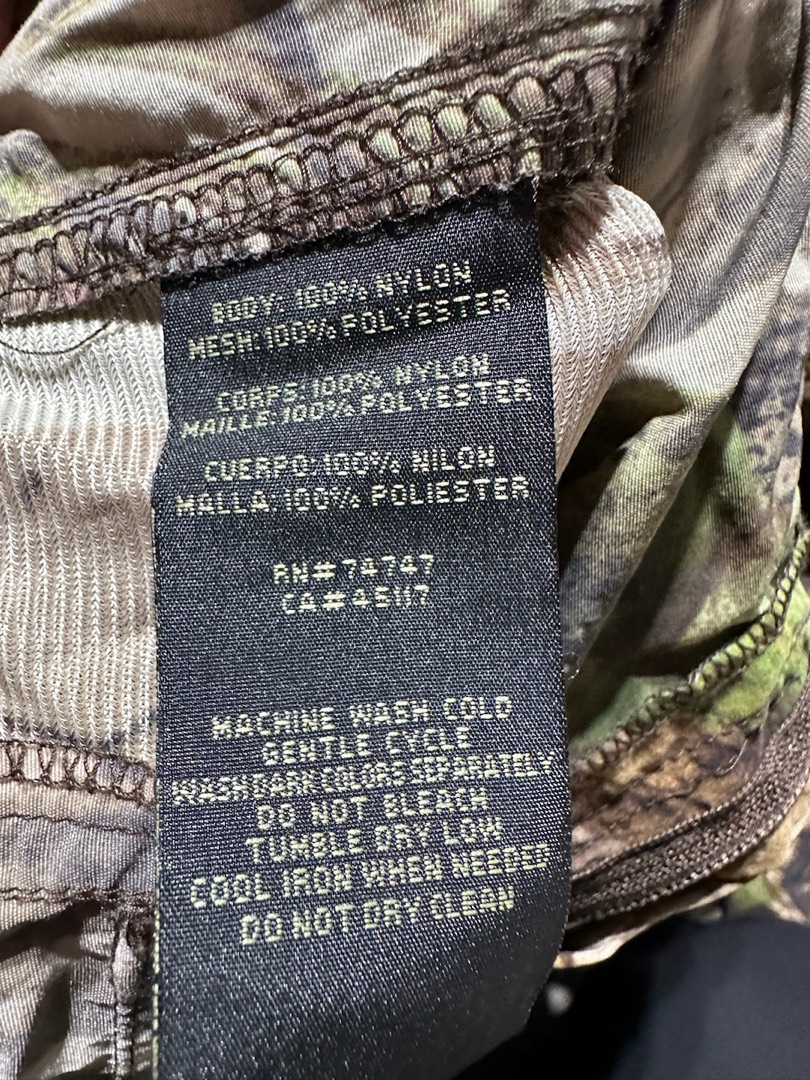 BODY: 100% NYLON
MESH: 100% POLYESTER
CORPS: 100% NYLON
MAILLE: 100% POLYESTER
CUERPO: 100% NILON
MALLA: 100% POLIESTER
RN# 74747
CA# 45117
MACHINE WASH COLD
GENTLE CYCLE
WASH DARK COLORS SEPARATELY
DO NOT BLEACH
TUMBLE DRY LOW
COOL IRON WHEN NEEDED
DO NOT DRY CLEAN